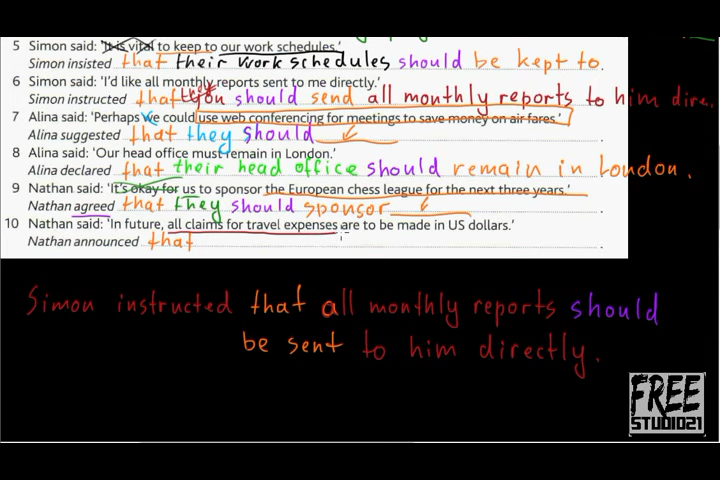 5 Simon said: 'It is vital to keep to our work schedules.'
Simon insisted that their work schedules should be kept to.
6 Simon said: 'I'd like all monthly reports sent to me directly.'
they
Simon instructed that you should send all monthly reports to him dire.
7 Alina said: 'Perhaps we could use web conferencing for meetings to save money on air fares.'
Alina suggested that they should
8 Alina said: 'Our head office must remain in London.'
Alina declared that their head office should remain in London.
9 Nathan said: 'It's okay for us to sponsor the European chess league for the next three years.'
Nathan agreed that they should sponsor
10 Nathan said: 'In future, all claims for travel expenses are to be made in US dollars.'
Nathan announced that
Simon instructed that all monthly reports should
be sent to him directly.
FREE
STUDIO21